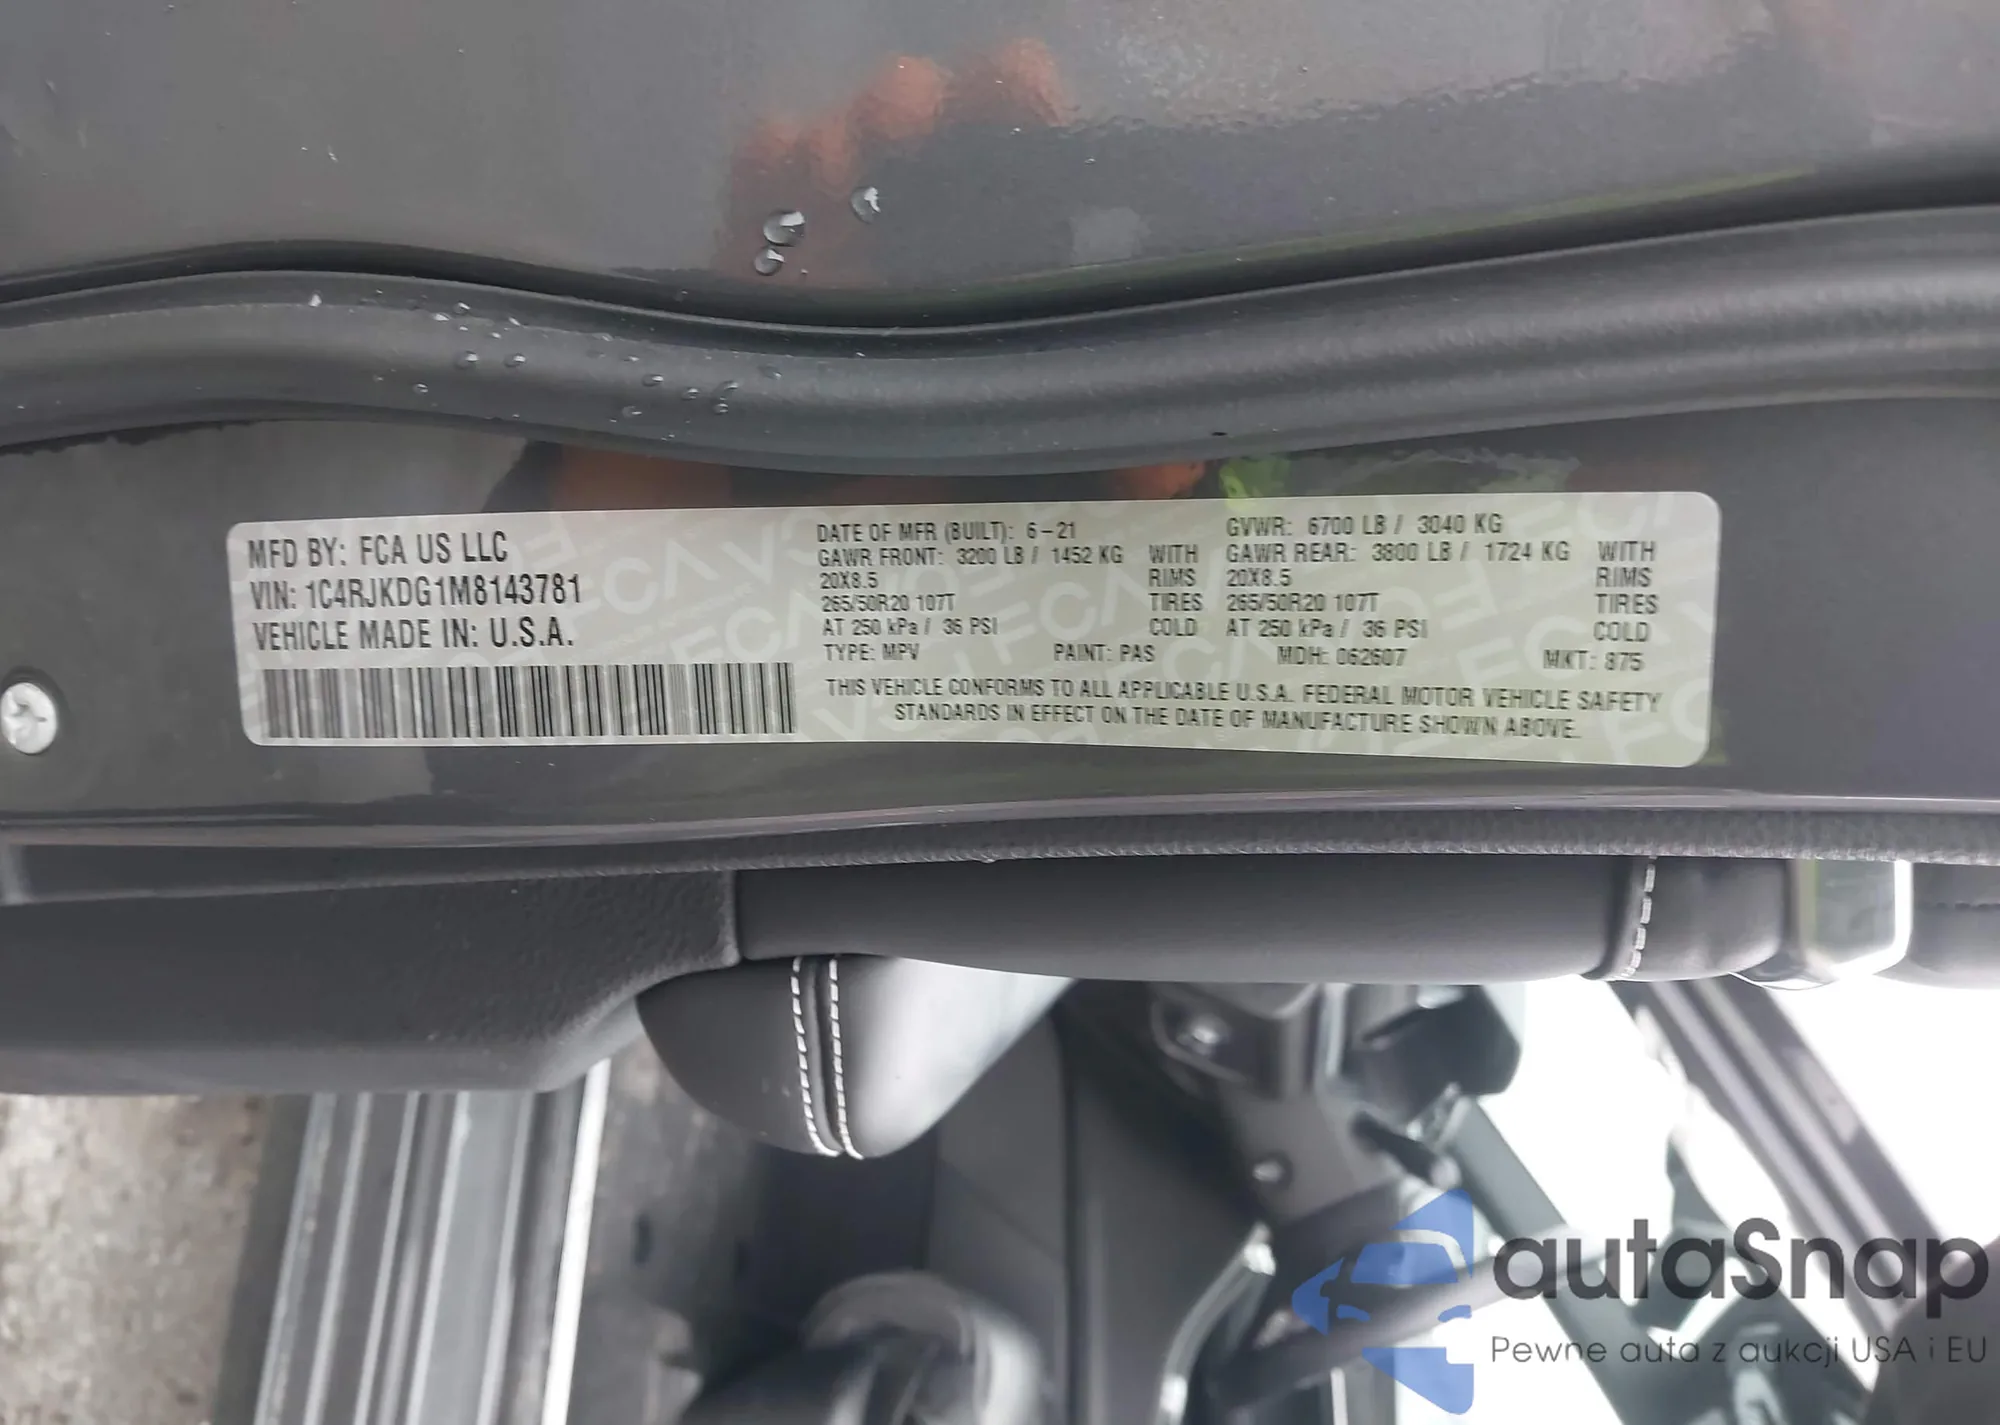 MFD BY: FCA US LLC
VIN: 1C4RJKDG1M8143781
VEHICLE MADE IN: U.S.A.
DATE OF MFR (BUILT): 6-21 GVWR: 6700 LB / 3040 KG
GAWR FRONT: 3200 LB / 1452 KG WITH GAWR REAR: 3800 LB / 1724 KG WITH
20X8.5 RIMS 20X8.5 RIMS
265/50R20 107T TIRES 265/50R20 107T TIRES
AT 250 kPa / 36 PSI COLD AT 250 kPa / 36 PSI COLD
TYPE: MPV PAINT: PAS MDH: 062607 MKT: 875
THIS VEHICLE CONFORMS TO ALL APPLICABLE U.S.A. FEDERAL MOTOR VEHICLE SAFETY
STANDARDS IN EFFECT ON THE DATE OF MANUFACTURE SHOWN ABOVE.
autaSnap
Pewne auta z aukcji USA i EU